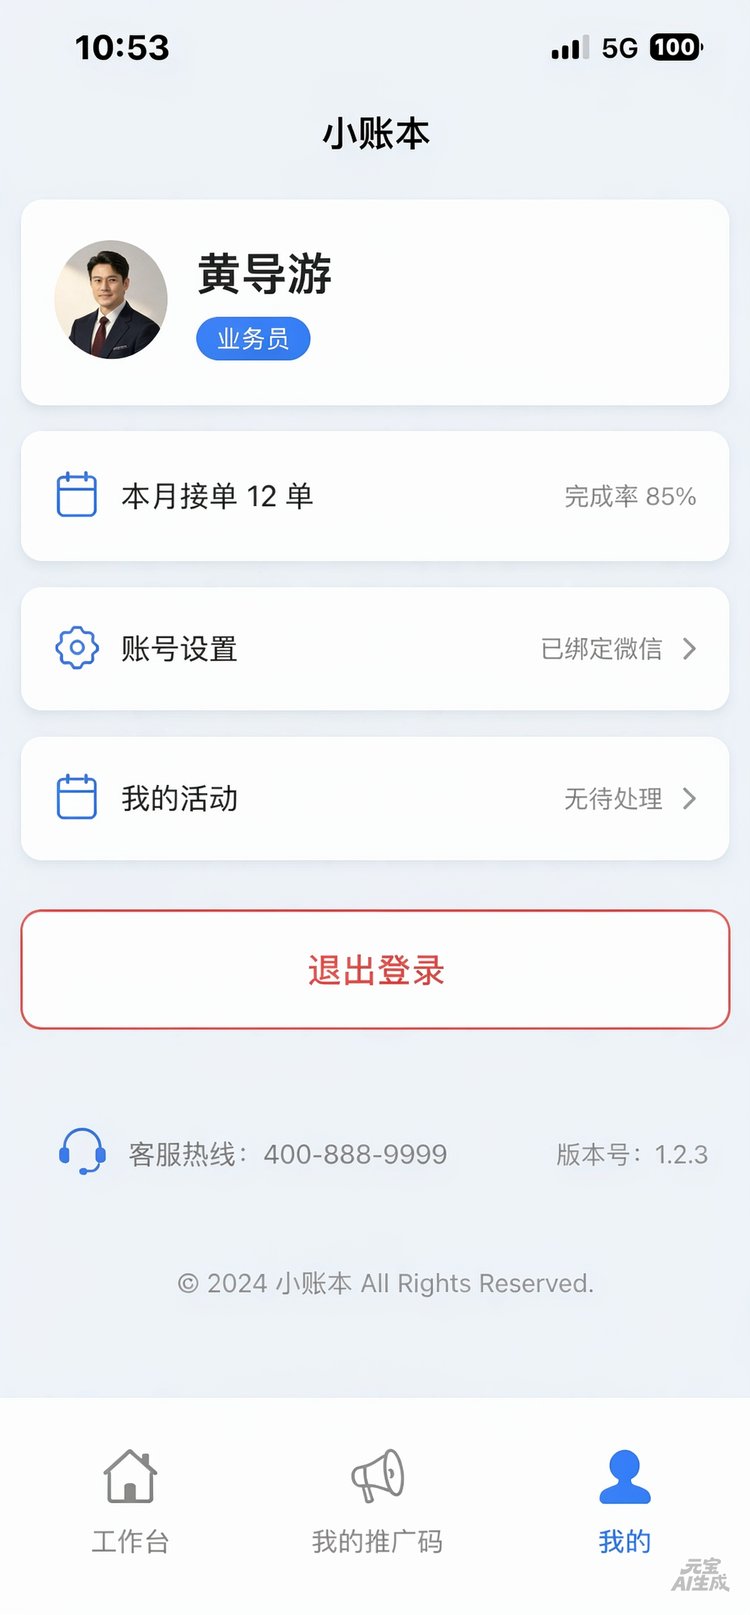 10:53 5G 100
小账本
黄导游
业务员
本月接单 12 单 完成率 85%
账号设置 已绑定微信
我的活动 无待处理
退出登录
客服热线：400-888-9999 版本号：1.2.3
© 2024 小账本 All Rights Reserved.
工作台 我的推广码 我的
元宝
AI生成